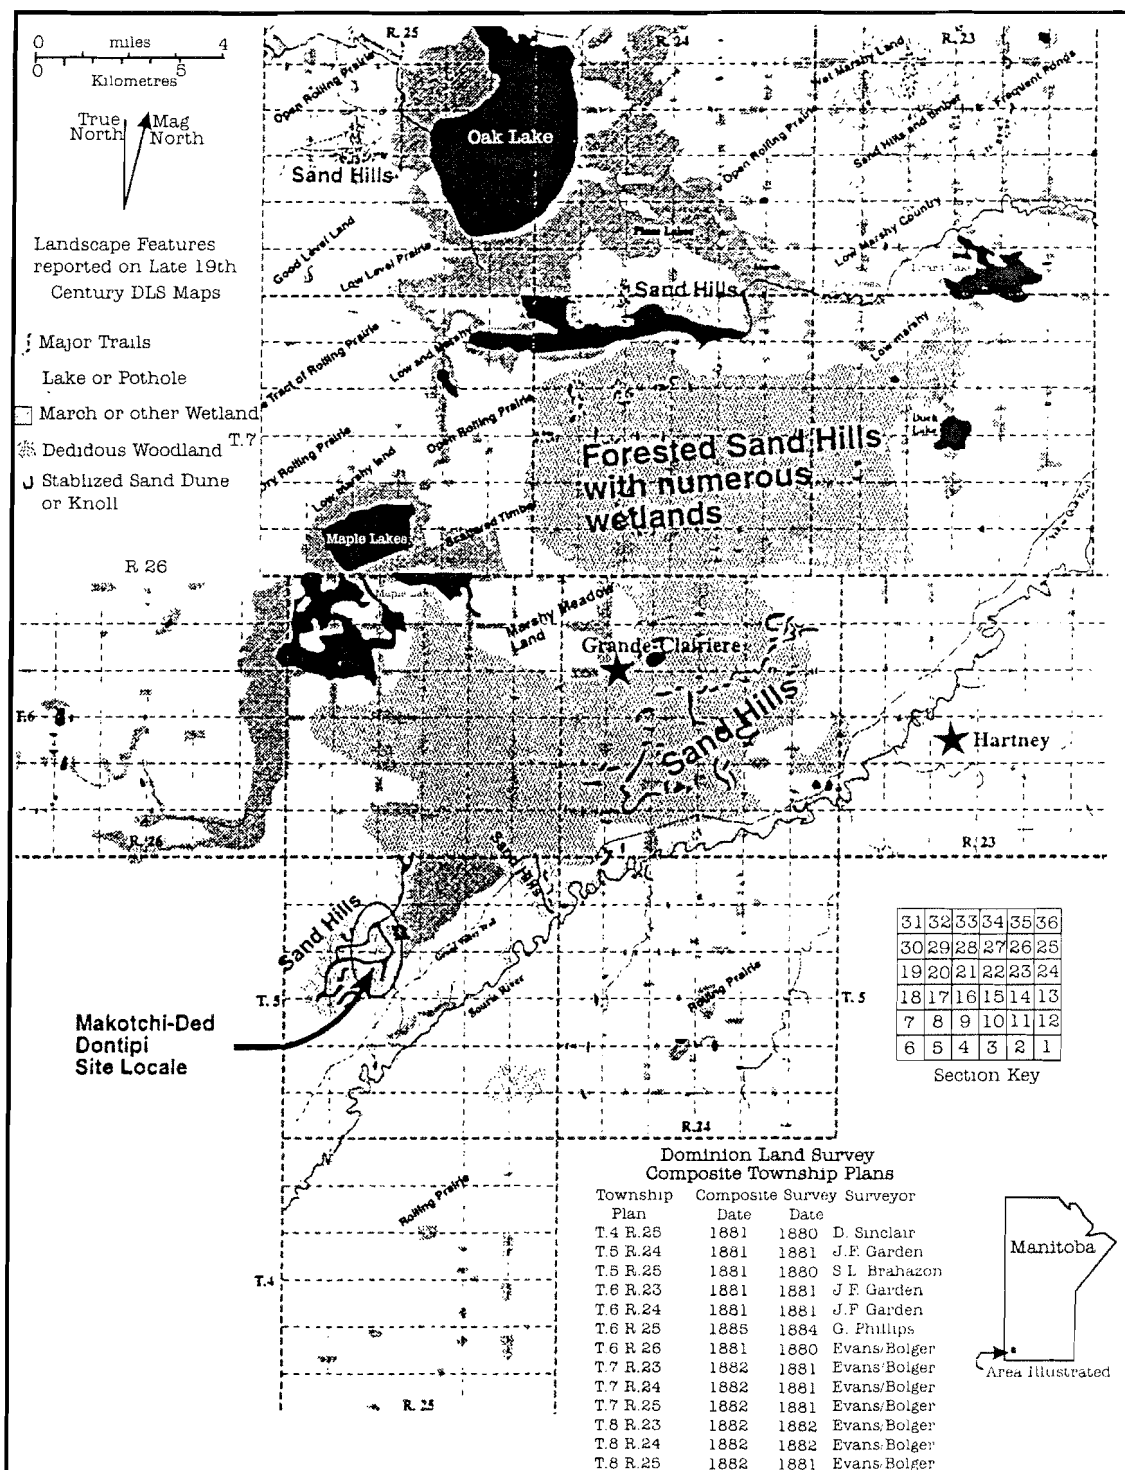 0 miles 4
0 5
Kilometres
True North
Mag North
Landscape Features
reported on Late 19th
Century DLS Maps
Major Trails
Lake or Pothole
March or other Wetland
Dedidous Woodland
Stablized Sand Dune
or Knoll
R. 25
R. 24
R. 23
Open Rolling Prairie
Oak Lake
Sand Hills
Open Rolling Prairie
Wet Marshy Land
Sand Hills and Timber
Frequent Ponds
Good Level Land
Low Level Prairie
Plum Lakes
Low Marshy Country
Sand Hills
Tract of Rolling Prairie
Low and Marshy
Low marshy
T.7
Rolling Prairie
Low Marshy land
Open Rolling Prairie
Duck
Lake
Forested Sand Hills
with numerous
wetlands
Maple Lakes
Scattered Timber
R 26
Maple Lake
Marshy Meadow
Land
Grande-Clairiere
T.6
Sand Hills
Hartney
R. 26
R. 23
Sand Hills
Sand Hills
Trail
Souris River
Rolling Prairie
T. 5
T. 5
Makotchi-Ded
Dontipi
Site Locale
31 32 33 34 35 36
30 29 28 27 26 25
19 20 21 22 23 24
18 17 16 15 14 13
7 8 9 10 11 12
6 5 4 3 2 1
Section Key
R.24
Rolling Prairie
T.4
R. 25
Dominion Land Survey
Composite Township Plans
Township Composite Survey Surveyor
Plan Date Date
T.4 R.25 1881 1880 D. Sinclair
T.5 R.24 1881 1881 J.F. Garden
T.5 R.25 1881 1880 S L Brahazon
T.6 R.23 1881 1881 J F. Garden
T.6 R.24 1881 1881 J.F Garden
T.6 R 25 1885 1884 G. Phillips
T 6 R.26 1881 1880 Evans/Bolger
T.7 R.23 1882 1881 Evans/Bolger
T.7 R.24 1882 1881 Evans/Bolger
T.7 R.25 1882 1881 Evans/Bolger
T.8 R.23 1882 1882 Evans/Bolger
T.8 R.24 1882 1882 Evans/Bolger
T.8 R.25 1882 1881 Evans/Bolger
Manitoba
Area Illustrated